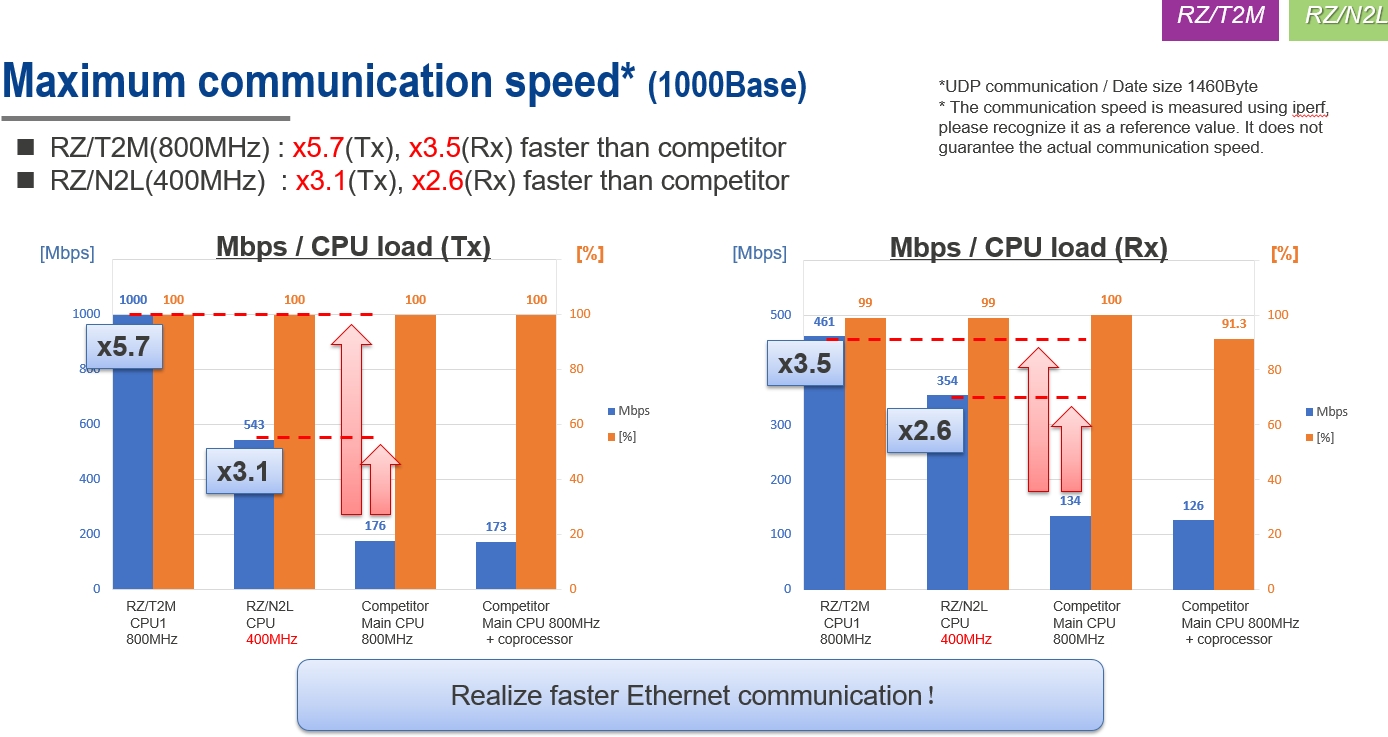 RZ/T2M
RZ/N2L
Maximum communication speed* (1000Base)
*UDP communication / Date size 1460Byte
* The communication speed is measured using iperf,
please recognize it as a reference value. It does not
guarantee the actual communication speed.
■ RZ/T2M(800MHz) : x5.7(Tx), x3.5(Rx) faster than competitor
■ RZ/N2L(400MHz) : x3.1(Tx), x2.6(Rx) faster than competitor
[Mbps]
Mbps / CPU load (Tx)
[%]
1000 100 100 100 100
1000
800
600
400
200
0
100
80
60
40
20
0
x5.7
543
x3.1
176
173
Mbps
[%]
RZ/T2M
CPU1
800MHz
RZ/N2L
CPU
400MHz
Competitor
Main CPU
800MHz
Competitor
Main CPU 800MHz
+ coprocessor
[Mbps]
Mbps / CPU load (Rx)
[%]
500
300
200
100
0
100
80
60
40
20
0
461
99
99
100
91.3
x3.5
354
x2.6
134
126
Mbps
[%]
RZ/T2M
CPU1
800MHz
RZ/N2L
CPU
400MHz
Competitor
Main CPU
800MHz
Competitor
Main CPU 800MHz
+ coprocessor
Realize faster Ethernet communication！